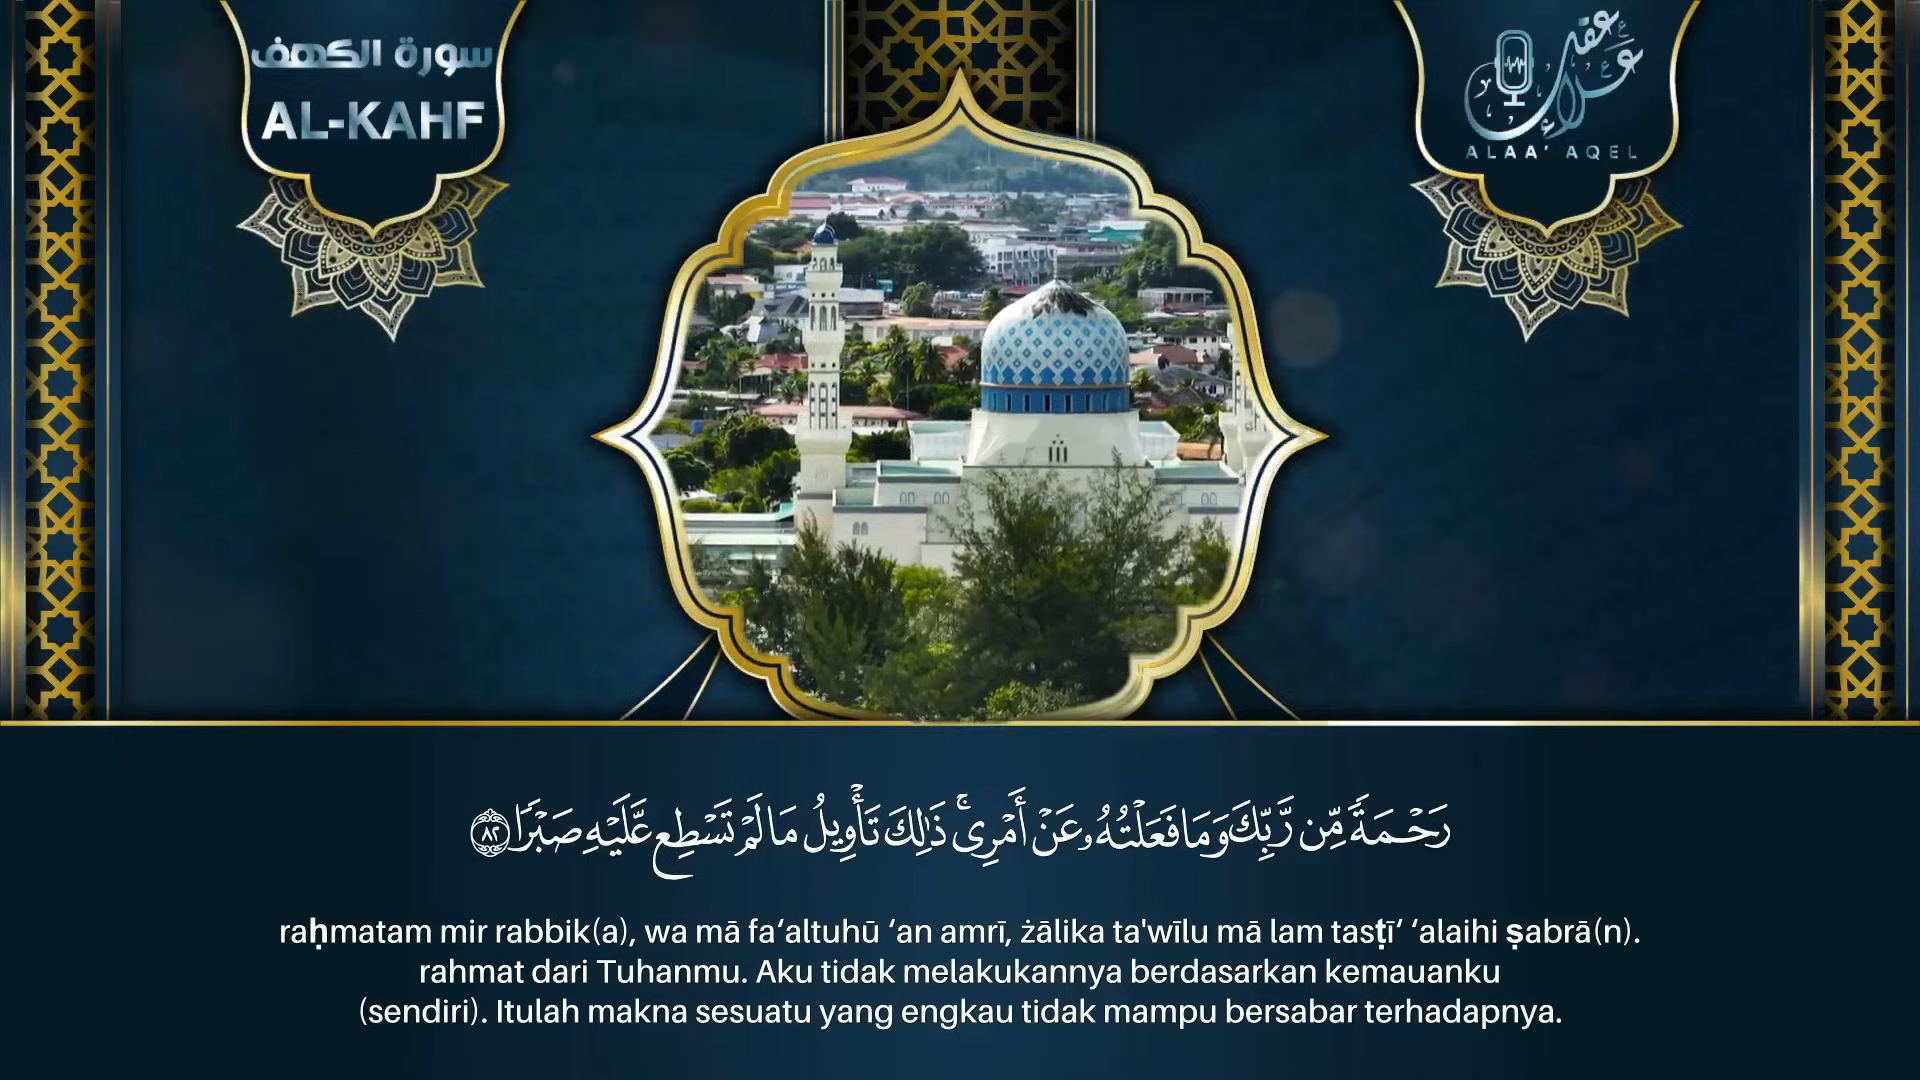 سورة الكهف
AL-KAHF
علاء عقل
ALAA' AQEL
رَحْمَةً مِّن رَّبِّكَ وَمَا فَعَلْتُهُۥ عَنْ أَمْرِىۚ ذَٰلِكَ تَأْوِيلُ مَا لَمْ تَسْطِع عَّلَيْهِ صَبْرًا ٨٢
raḥmatam mir rabbik(a), wa mā fa‘altuhū ‘an amrī, żālika ta'wīlu mā lam tasṭī‘ ‘alaihi ṣabrā(n).
rahmat dari Tuhanmu. Aku tidak melakukannya berdasarkan kemauanku
(sendiri). Itulah makna sesuatu yang engkau tidak mampu bersabar terhadapnya.